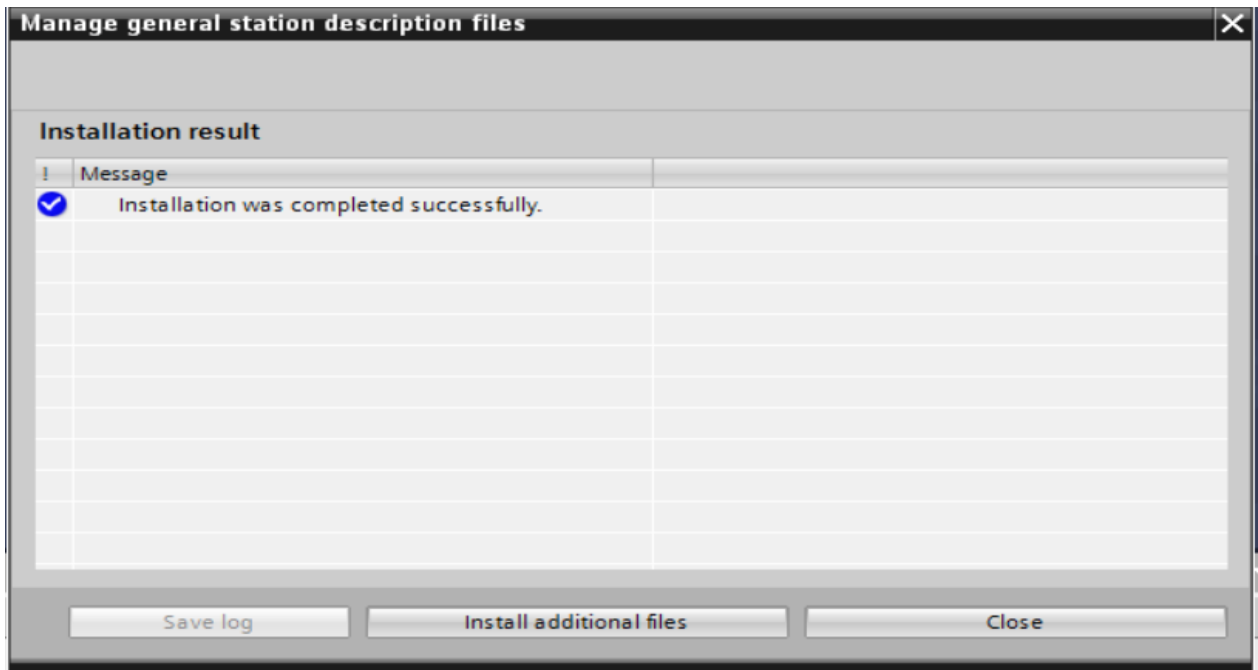 Manage general station description files
Installation result
! Message
Installation was completed successfully.
Save log Install additional files Close